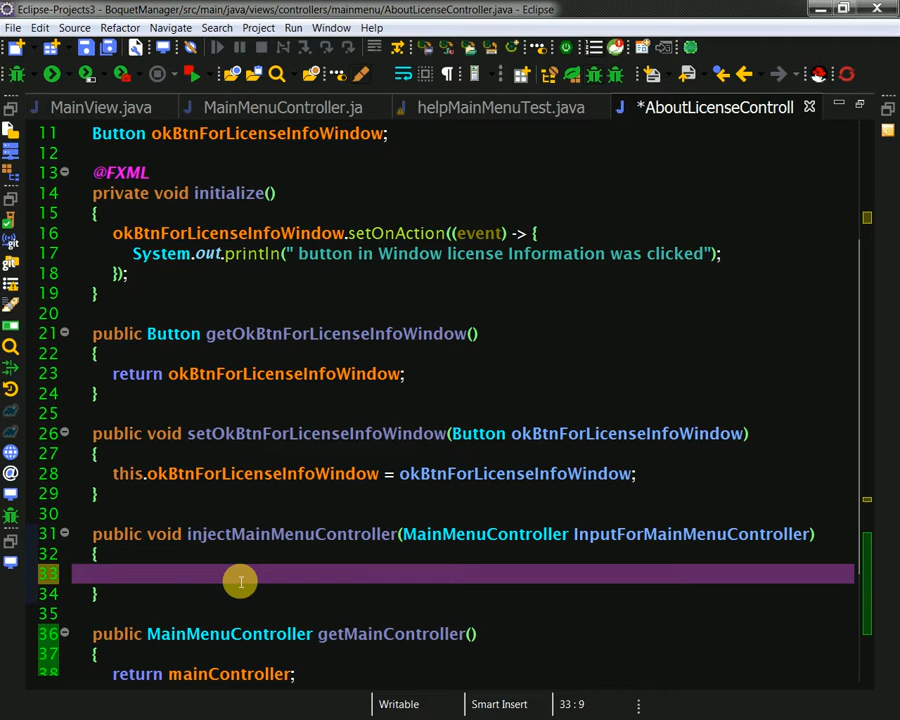 Eclipse-Projects3 - BoquetManager/src/main/java/views/controllers/mainmenu/AboutLicenseController.java - Eclipse
File Edit Source Refactor Navigate Search Project Run Window Help
MainView.java MainMenuController.ja helpMainMenuTest.java *AboutLicenseControll
11 Button okBtnForLicenseInfoWindow;
12
13 @FXML
14 private void initialize()
15 {
16 okBtnForLicenseInfoWindow.setOnAction((event) -> {
17 System.out.println(" button in Window license Information was clicked");
18 });
19 }
20
21 public Button getOkBtnForLicenseInfoWindow()
22 {
23 return okBtnForLicenseInfoWindow;
24 }
25
26 public void setOkBtnForLicenseInfoWindow(Button okBtnForLicenseInfoWindow)
27 {
28 this.okBtnForLicenseInfoWindow = okBtnForLicenseInfoWindow;
29 }
30
31 public void injectMainMenuController(MainMenuController InputForMainMenuController)
32 {
33
34 }
35
36 public MainMenuController getMainController()
37 {
38 return mainController;
Writable Smart Insert 33 : 9